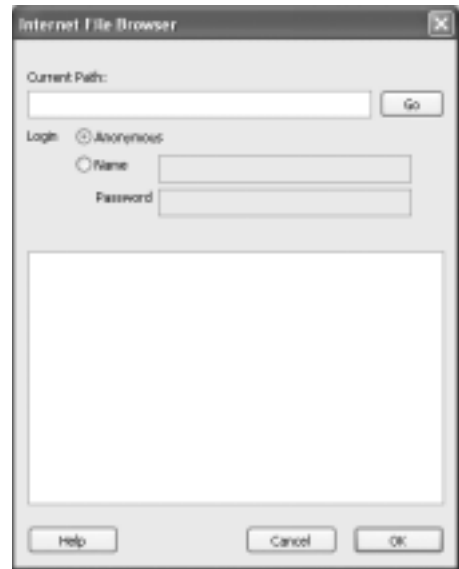 Internet File Browser
Current Path:
Go
Login Anonymous
Name
Password
Help Cancel OK